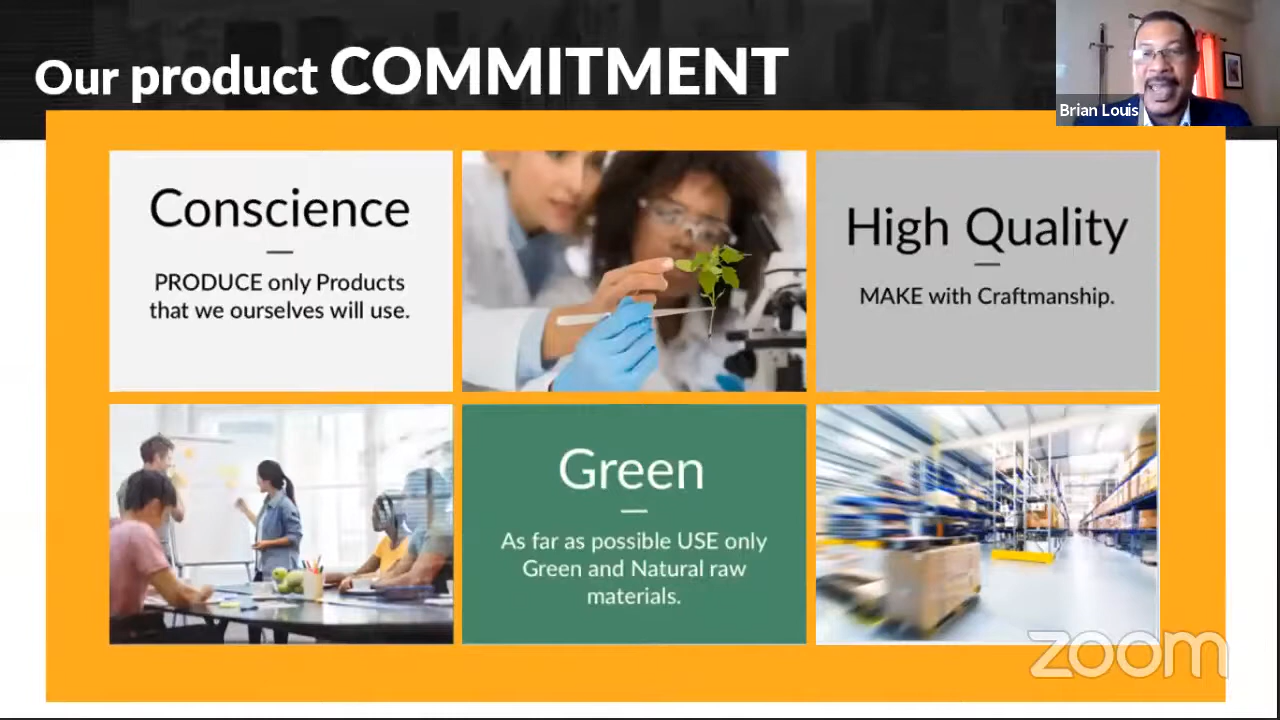 Our product COMMITMENT
Brian Louis
Conscience
PRODUCE only Products
that we ourselves will use.
High Quality
MAKE with Craftmanship.
Green
As far as possible USE only
Green and Natural raw
materials.
zoom